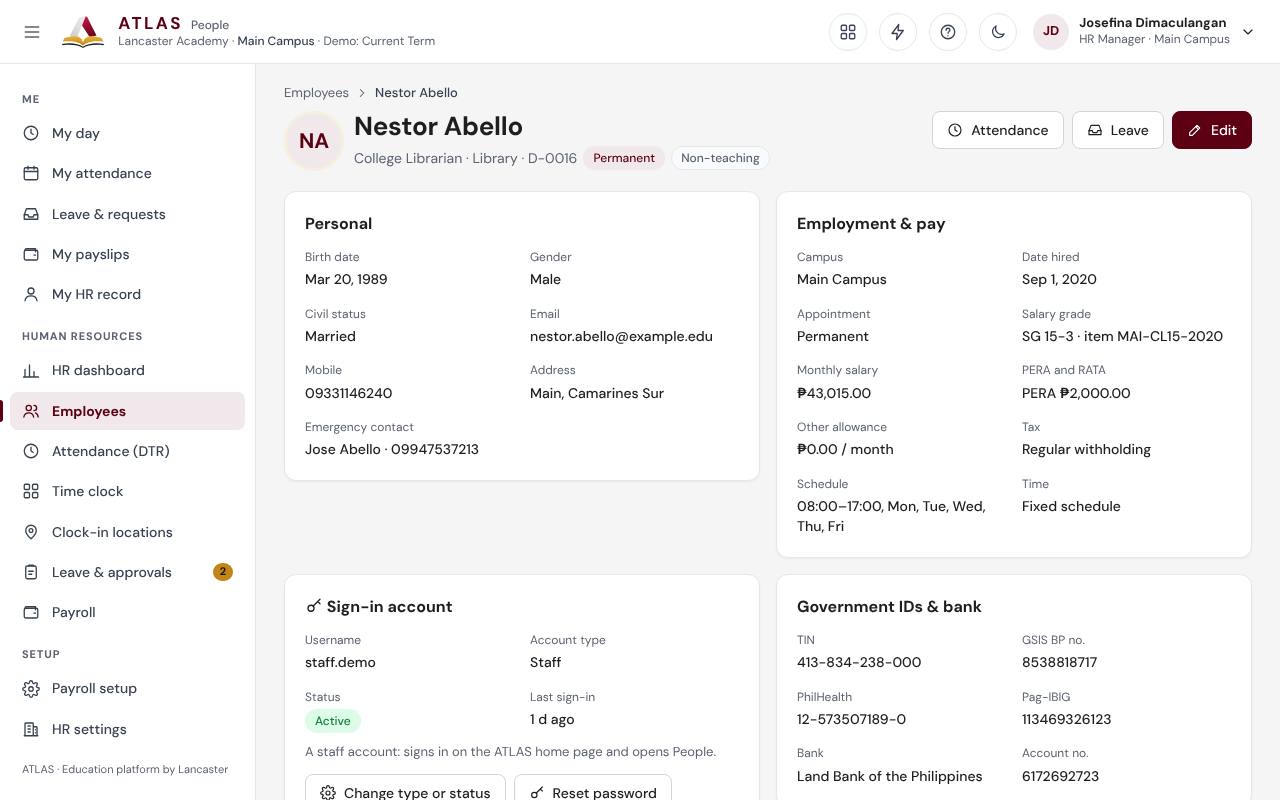 ATLAS People
Lancaster Academy · Main Campus · Demo: Current Term
JD
Josefina Dimaculangan
HR Manager · Main Campus
ME
My day
My attendance
Leave & requests
My payslips
My HR record
HUMAN RESOURCES
HR dashboard
Employees
Attendance (DTR)
Time clock
Clock-in locations
Leave & approvals 2
Payroll
SETUP
Payroll setup
HR settings
ATLAS · Education platform by Lancaster
Employees > Nestor Abello
NA
Nestor Abello
College Librarian · Library · D-0016 Permanent Non-teaching
Attendance Leave Edit
Personal
Birth date Gender
Mar 20, 1989 Male
Civil status Email
Married nestor.abello@example.edu
Mobile Address
09331146240 Main, Camarines Sur
Emergency contact
Jose Abello · 09947537213
Employment & pay
Campus Date hired
Main Campus Sep 1, 2020
Appointment Salary grade
Permanent SG 15-3 · item MAI-CL15-2020
Monthly salary PERA and RATA
₱43,015.00 PERA ₱2,000.00
Other allowance Tax
₱0.00 / month Regular withholding
Schedule Time
08:00–17:00, Mon, Tue, Wed, Fixed schedule
Thu, Fri
Sign-in account
Username Account type
staff.demo Staff
Status Last sign-in
Active 1 d ago
A staff account: signs in on the ATLAS home page and opens People.
Change type or status Reset password
Government IDs & bank
TIN GSIS BP no.
413-834-238-000 8538818717
PhilHealth Pag-IBIG
12-573507189-0 113469326123
Bank Account no.
Land Bank of the Philippines 6172692723